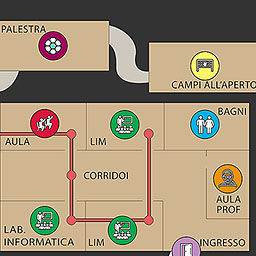 PALESTRA
CAMPI ALL'APERTO
BAGNI
AULA
LIM
CORRIDOI
AULA
PROF
LAB.
INFORMATICA
LIM
INGRESSO